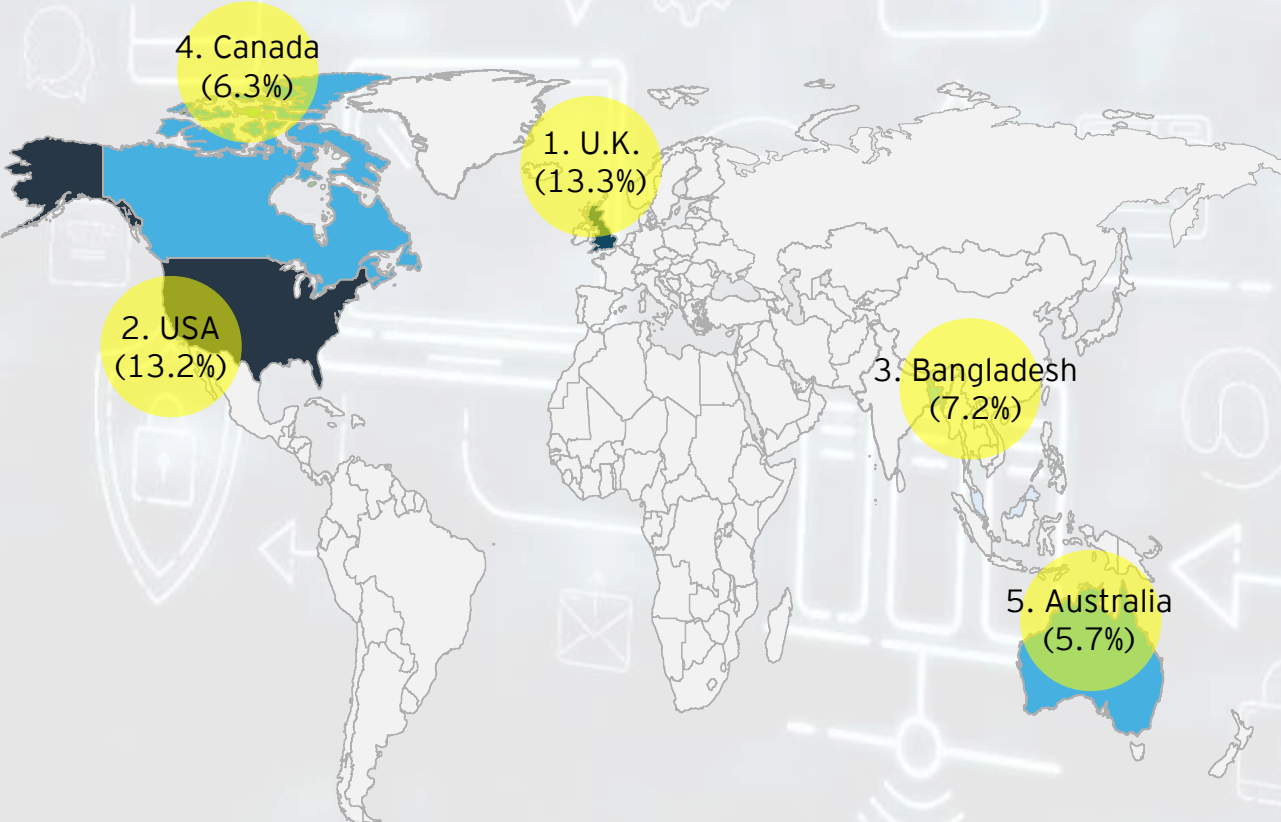 4. Canada
(6.3%)
1. U.K.
(13.3%)
2. USA
(13.2%)
3. Bangladesh
(7.2%)
5. Australia
(5.7%)